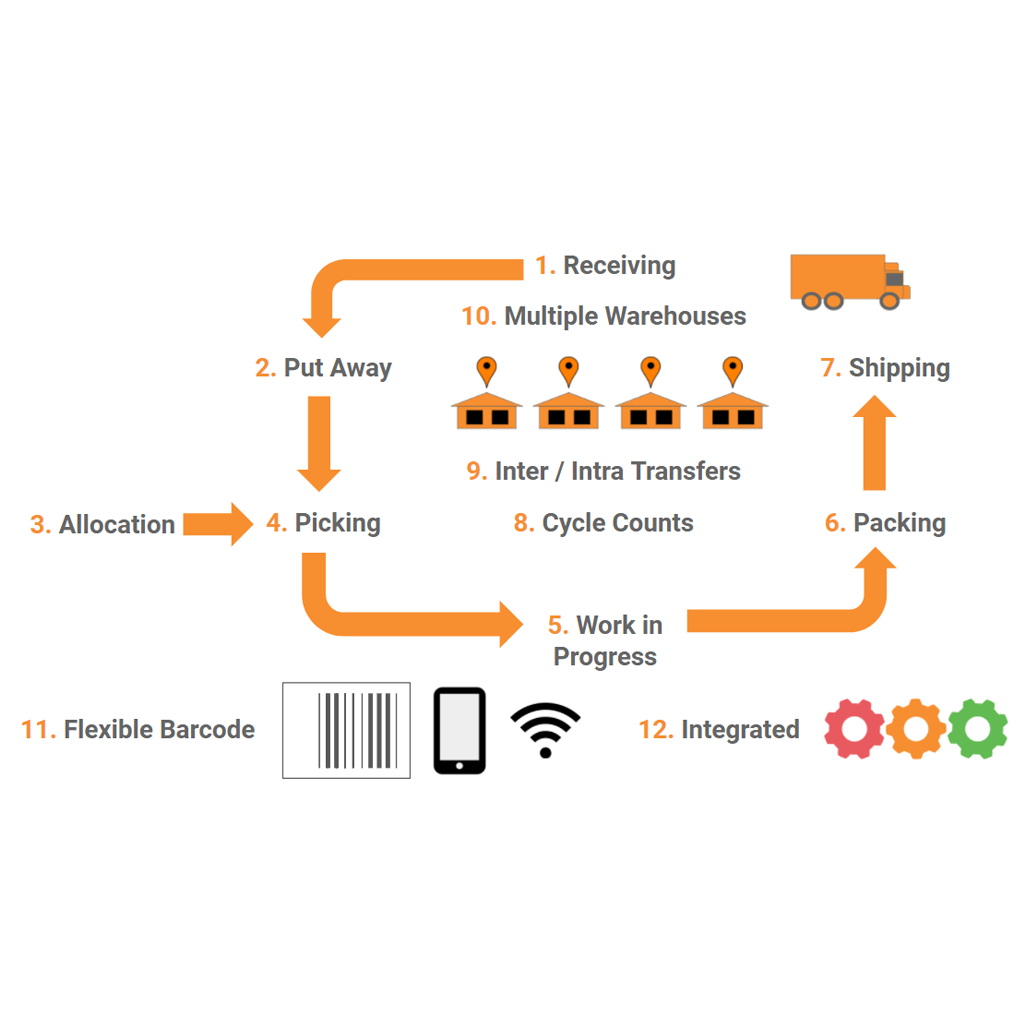 1. Receiving
10. Multiple Warehouses
2. Put Away
7. Shipping
9. Inter / Intra Transfers
3. Allocation
4. Picking
8. Cycle Counts
6. Packing
5. Work in
Progress
11. Flexible Barcode
12. Integrated